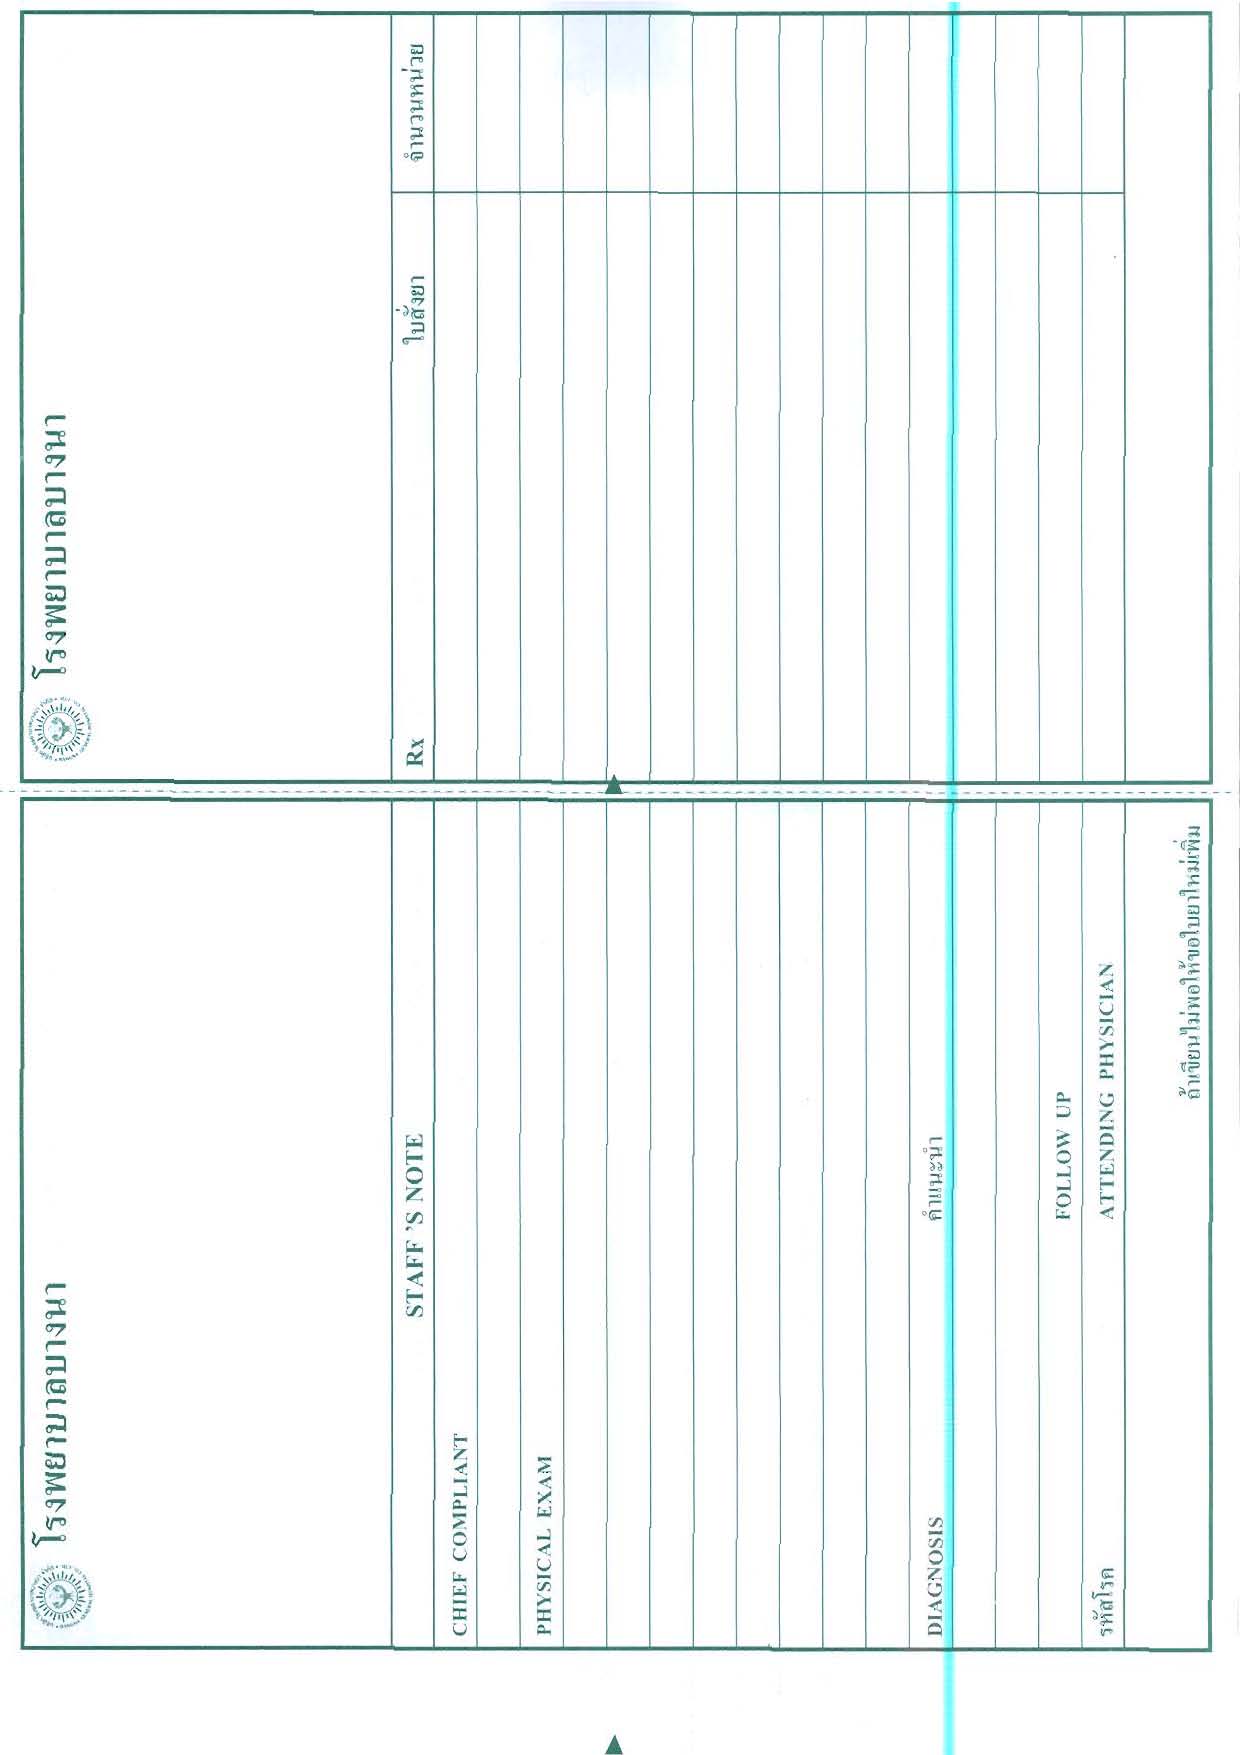 โรงพยาบาลบางนา
STAFF 'S NOTE
CHIEF COMPLIANT
PHYSICAL EXAM
DIAGNOSIS คำแนะนำ
FOLLOW UP
รหัสโรค ATTENDING PHYSICIAN
ถ้าเขียนไม่พอให้ขอใบยาใหม่เพิ่ม
โรงพยาบาลบางนา
Rx ใบสั่งยา จำนวนหน่วย